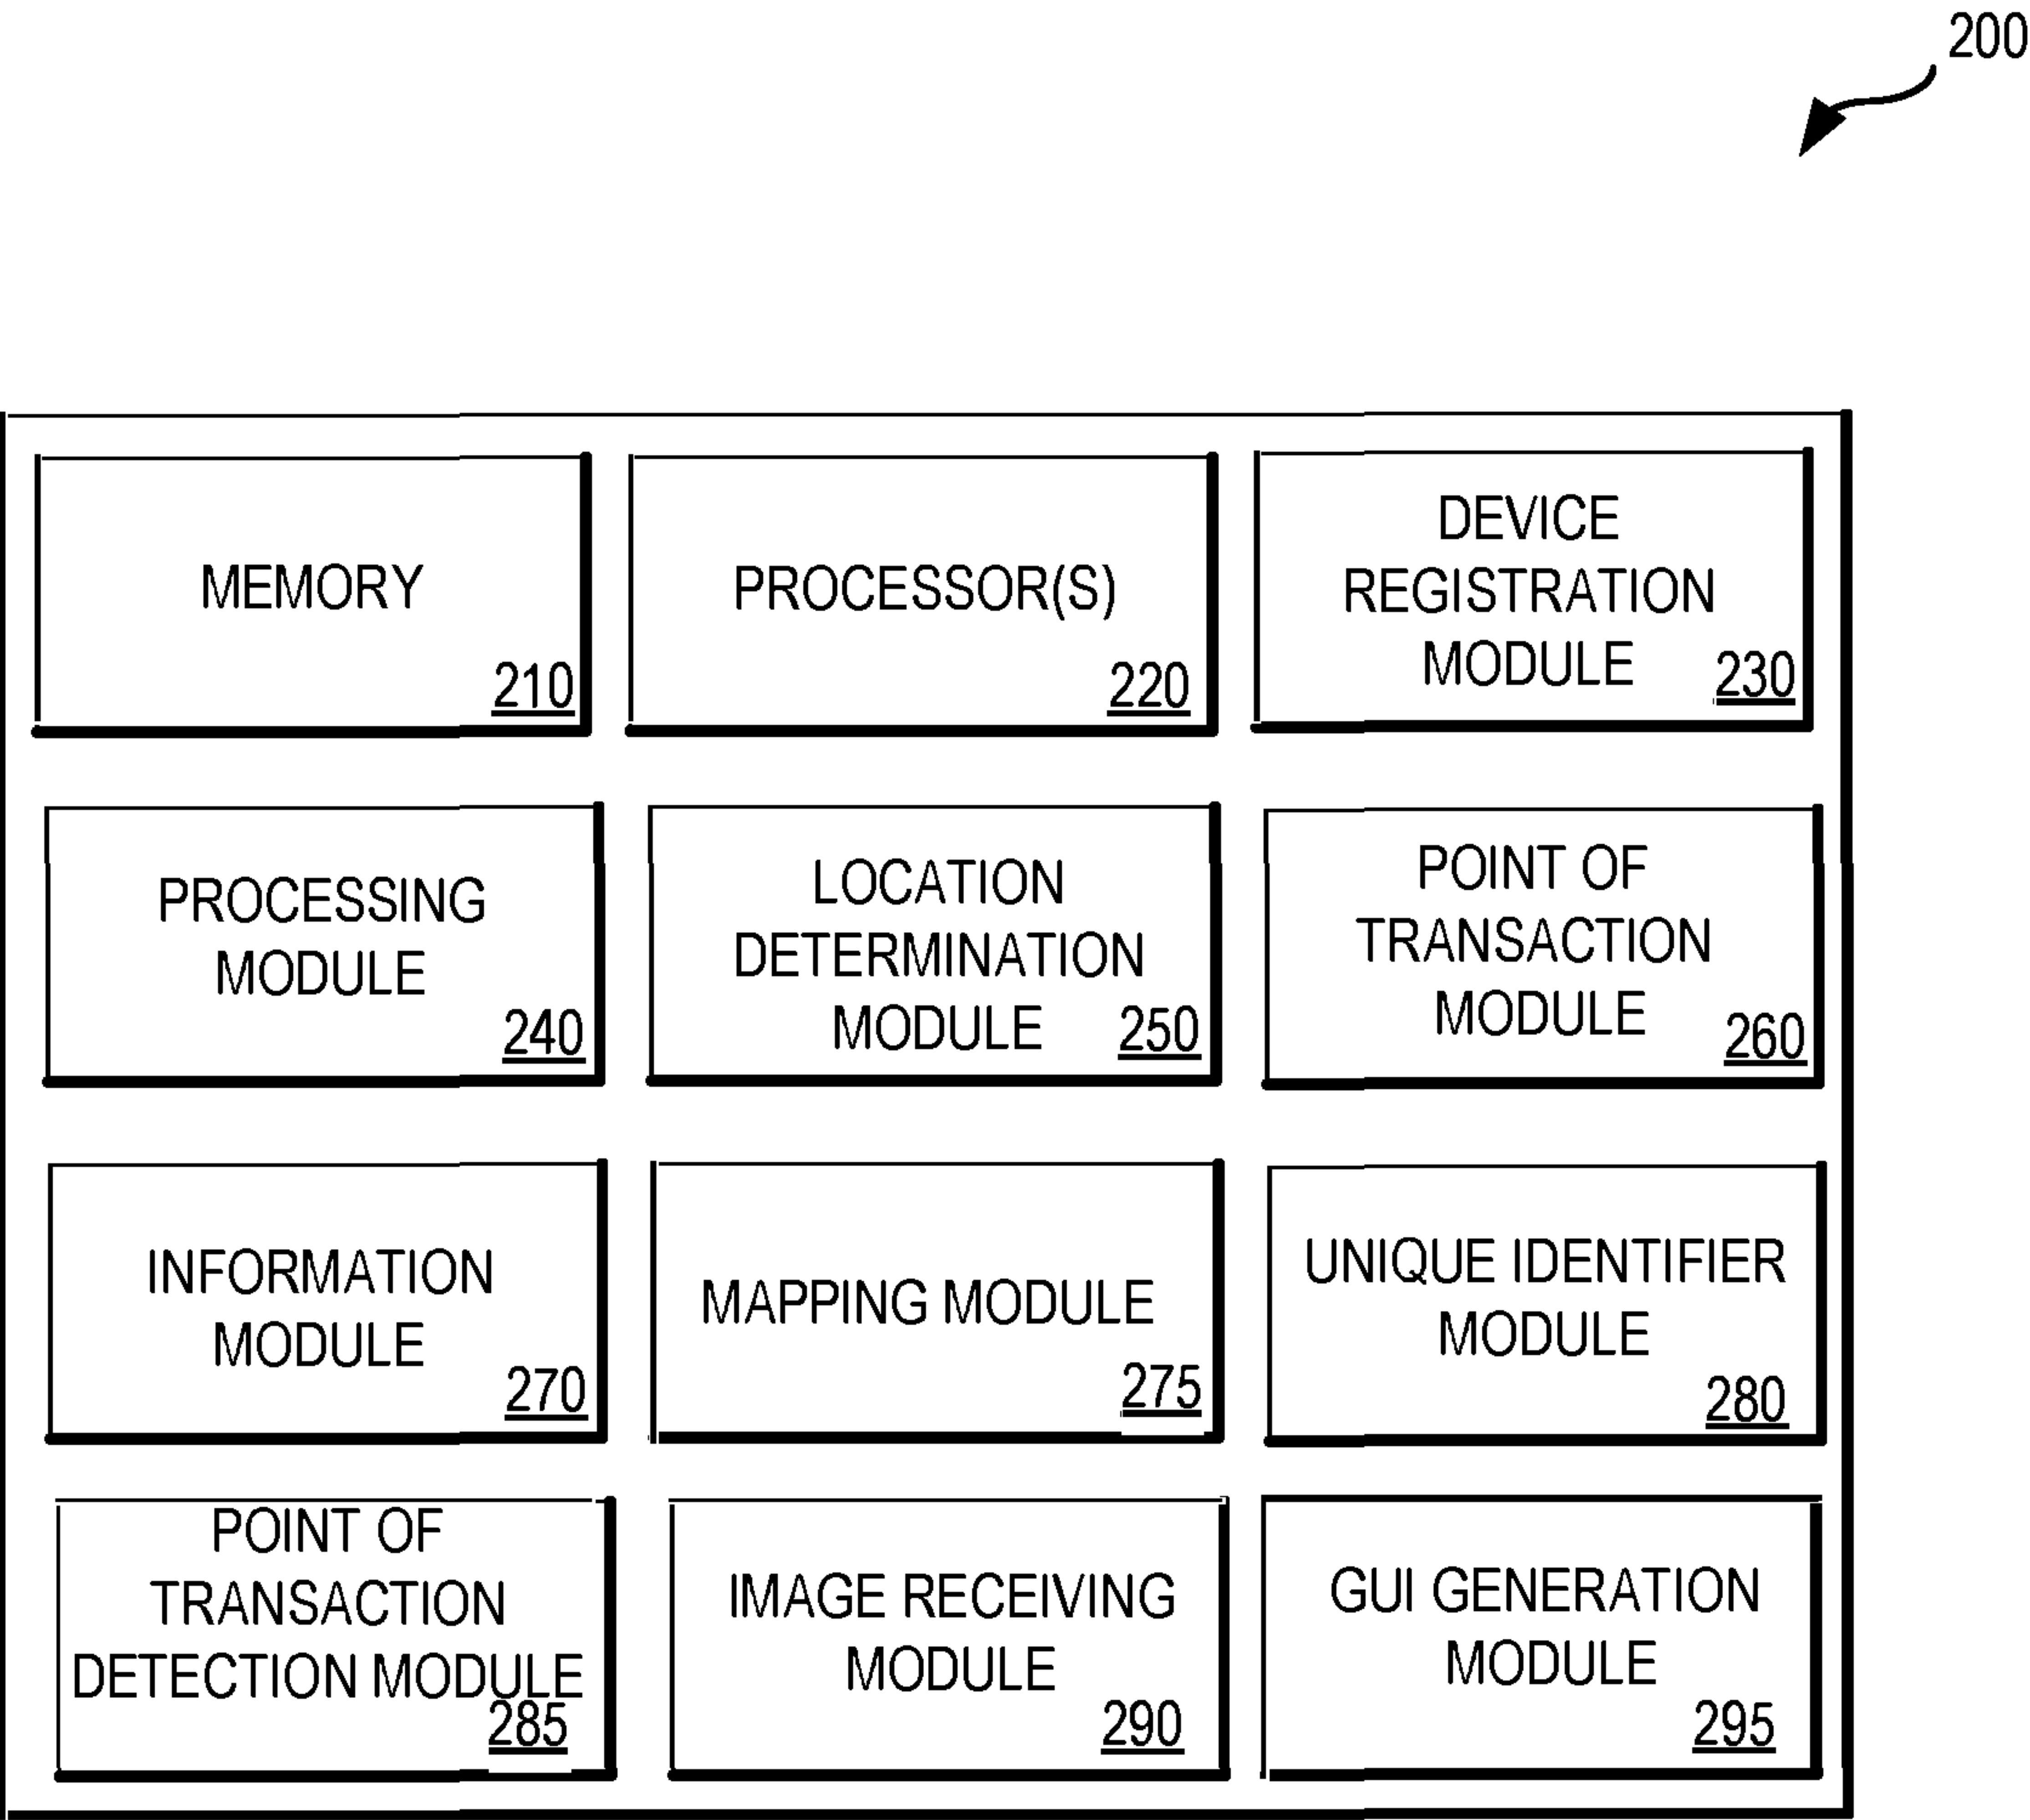 200
MEMORY
210
PROCESSOR(S)
220
DEVICE
REGISTRATION
MODULE
230
PROCESSING
MODULE
240
LOCATION
DETERMINATION
MODULE
250
POINT OF
TRANSACTION
MODULE
260
INFORMATION
MODULE
270
MAPPING MODULE
275
UNIQUE IDENTIFIER
MODULE
280
POINT OF
TRANSACTION
DETECTION MODULE
285
IMAGE RECEIVING
MODULE
290
GUI GENERATION
MODULE
295